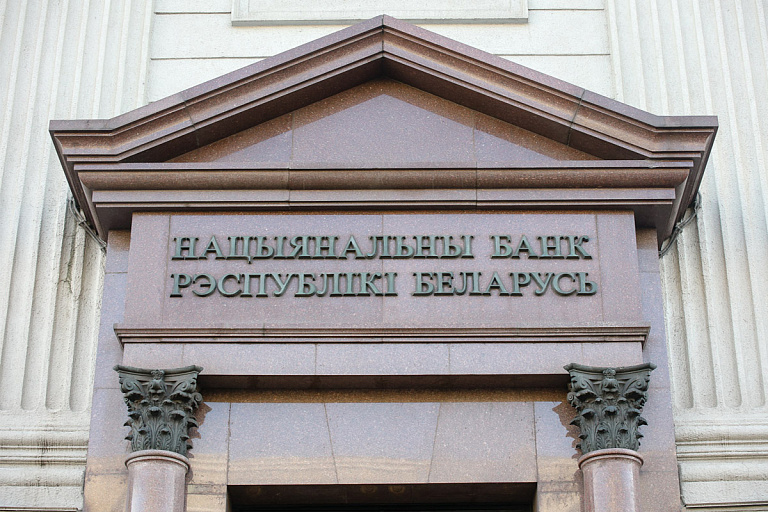 НАЦЫЯНАЛЬНЫ БАНК
РЭСПУБЛІКІ БЕЛАРУСЬ